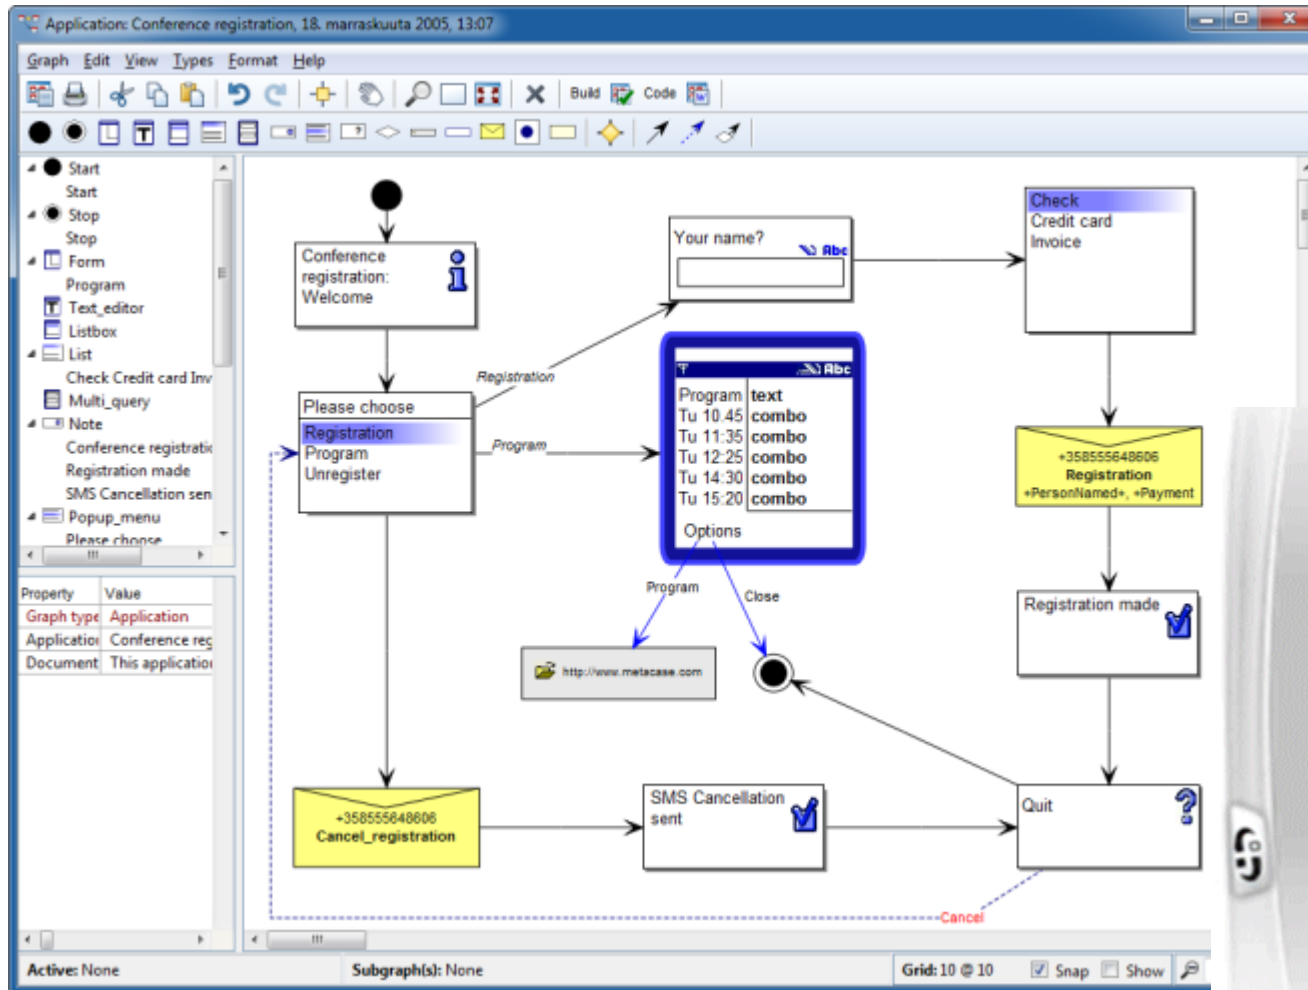 Application: Conference registration, 18. marraskuuta 2005, 13:07
Graph Edit View Types Format Help
Build Code
Start
Start
Stop
Stop
Form
Program
Text_editor
Listbox
List
Check Credit card Inv
Multi_query
Note
Conference registratio
Registration made
SMS Cancellation sen
Popup_menu
Please choose
Property Value
Graph type Application
Application Conference reg
Document This application
Conference
registration:
Welcome
Your name?
Abc
Check
Credit card
Invoice
Registration
Please choose
Registration
Program
Unregister
Program
Abc
Program text
Tu 10.45 combo
Tu 11:35 combo
Tu 12:25 combo
Tu 14:30 combo
Tu 15:20 combo
Options
+358555648606
Registration
+PersonNamed+, +Payment
Program
Close
Registration made
http://www.metacase.com
+358555648606
Cancel_registration
SMS Cancellation
sent
Quit
Cancel
Active: None
Subgraph(s): None
Grid: 10 @ 10
Snap
Show